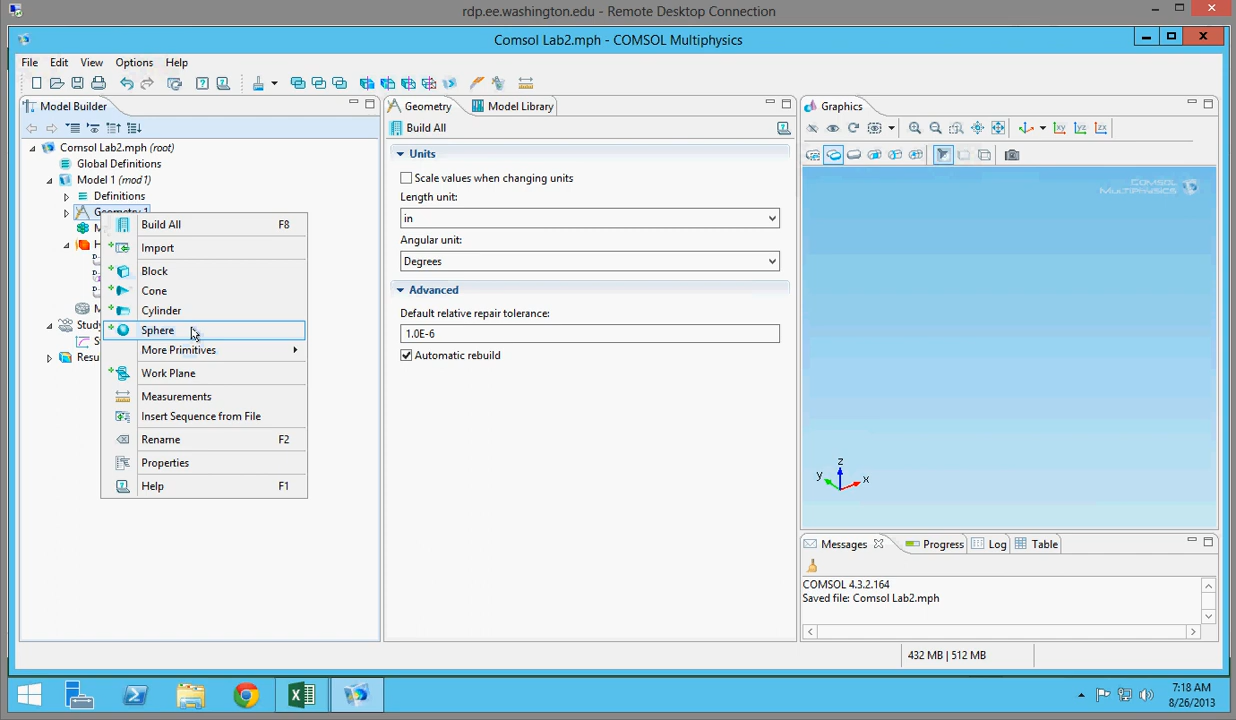 rdp.ee.washington.edu - Remote Desktop Connection
Comsol Lab2.mph - COMSOL Multiphysics
File Edit View Options Help
Model Builder
Geometry Model Library
Graphics
Build All
Comsol Lab2.mph (root)
Global Definitions
Model 1 (mod1)
Definitions
Geometry 1
Build All F8
Import
Block
Cone
Cylinder
Sphere
More Primitives
Work Plane
Measurements
Insert Sequence from File
Rename F2
Properties
Help F1
Units
Scale values when changing units
Length unit:
in
Angular unit:
Degrees
Advanced
Default relative repair tolerance:
1.0E-6
Automatic rebuild
COMSOL
MULTIPHYSICS
z
y
x
Messages Progress Log Table
COMSOL 4.3.2.164
Saved file: Comsol Lab2.mph
432 MB | 512 MB
7:18 AM
8/26/2013